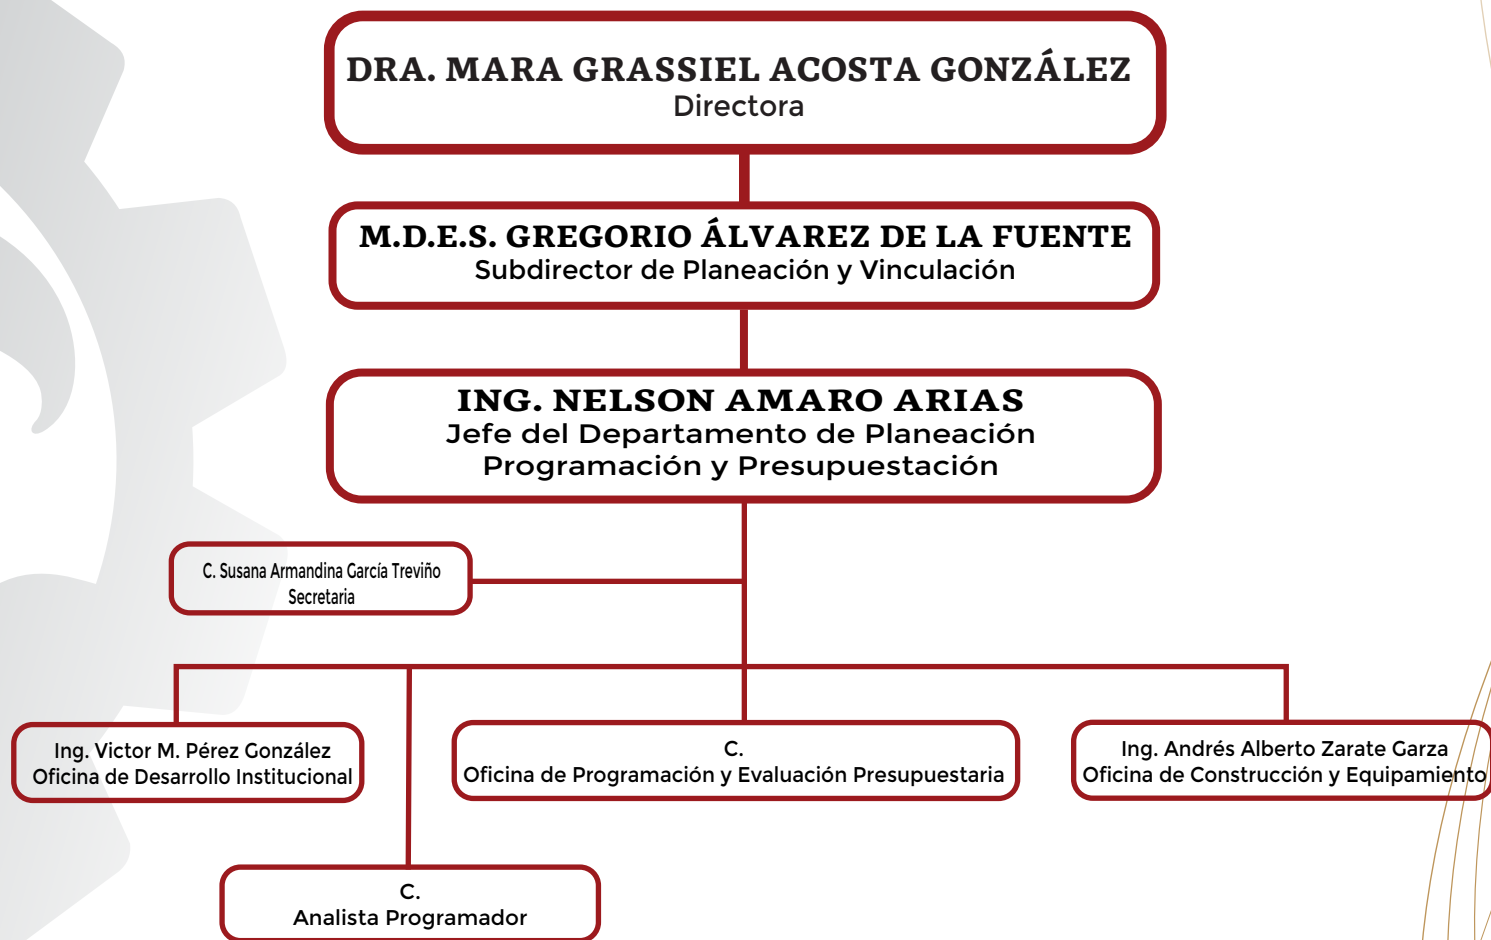 DRA. MARA GRASSIEL ACOSTA GONZÁLEZ
Directora
M.D.E.S. GREGORIO ÁLVAREZ DE LA FUENTE
Subdirector de Planeación y Vinculación
ING. NELSON AMARO ARIAS
Jefe del Departamento de Planeación
Programación y Presupuestación
C. Susana Armandina García Treviño
Secretaria
Ing. Victor M. Pérez González
Oficina de Desarrollo Institucional
C.
Oficina de Programación y Evaluación Presupuestaria
Ing. Andrés Alberto Zarate Garza
Oficina de Construcción y Equipamiento
C.
Analista Programador